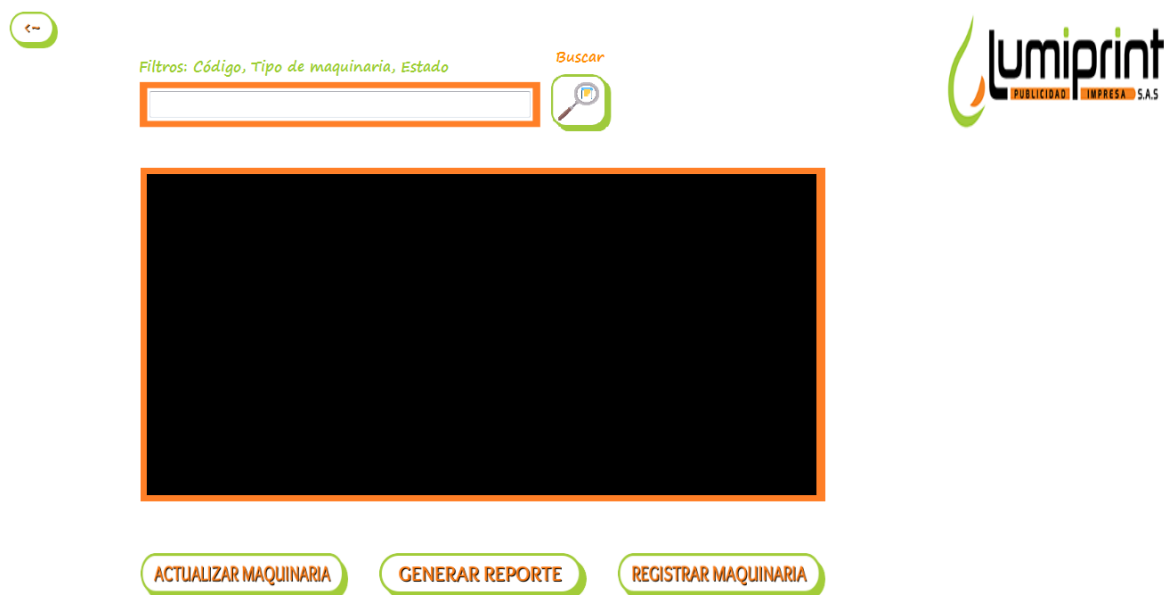 Buscar
Filtros: Código, Tipo de maquinaria, Estado
lumiprint
PUBLICIDAD IMPRESA S.A.S
ACTUALIZAR MAQUINARIA
GENERAR REPORTE
REGISTRAR MAQUINARIA